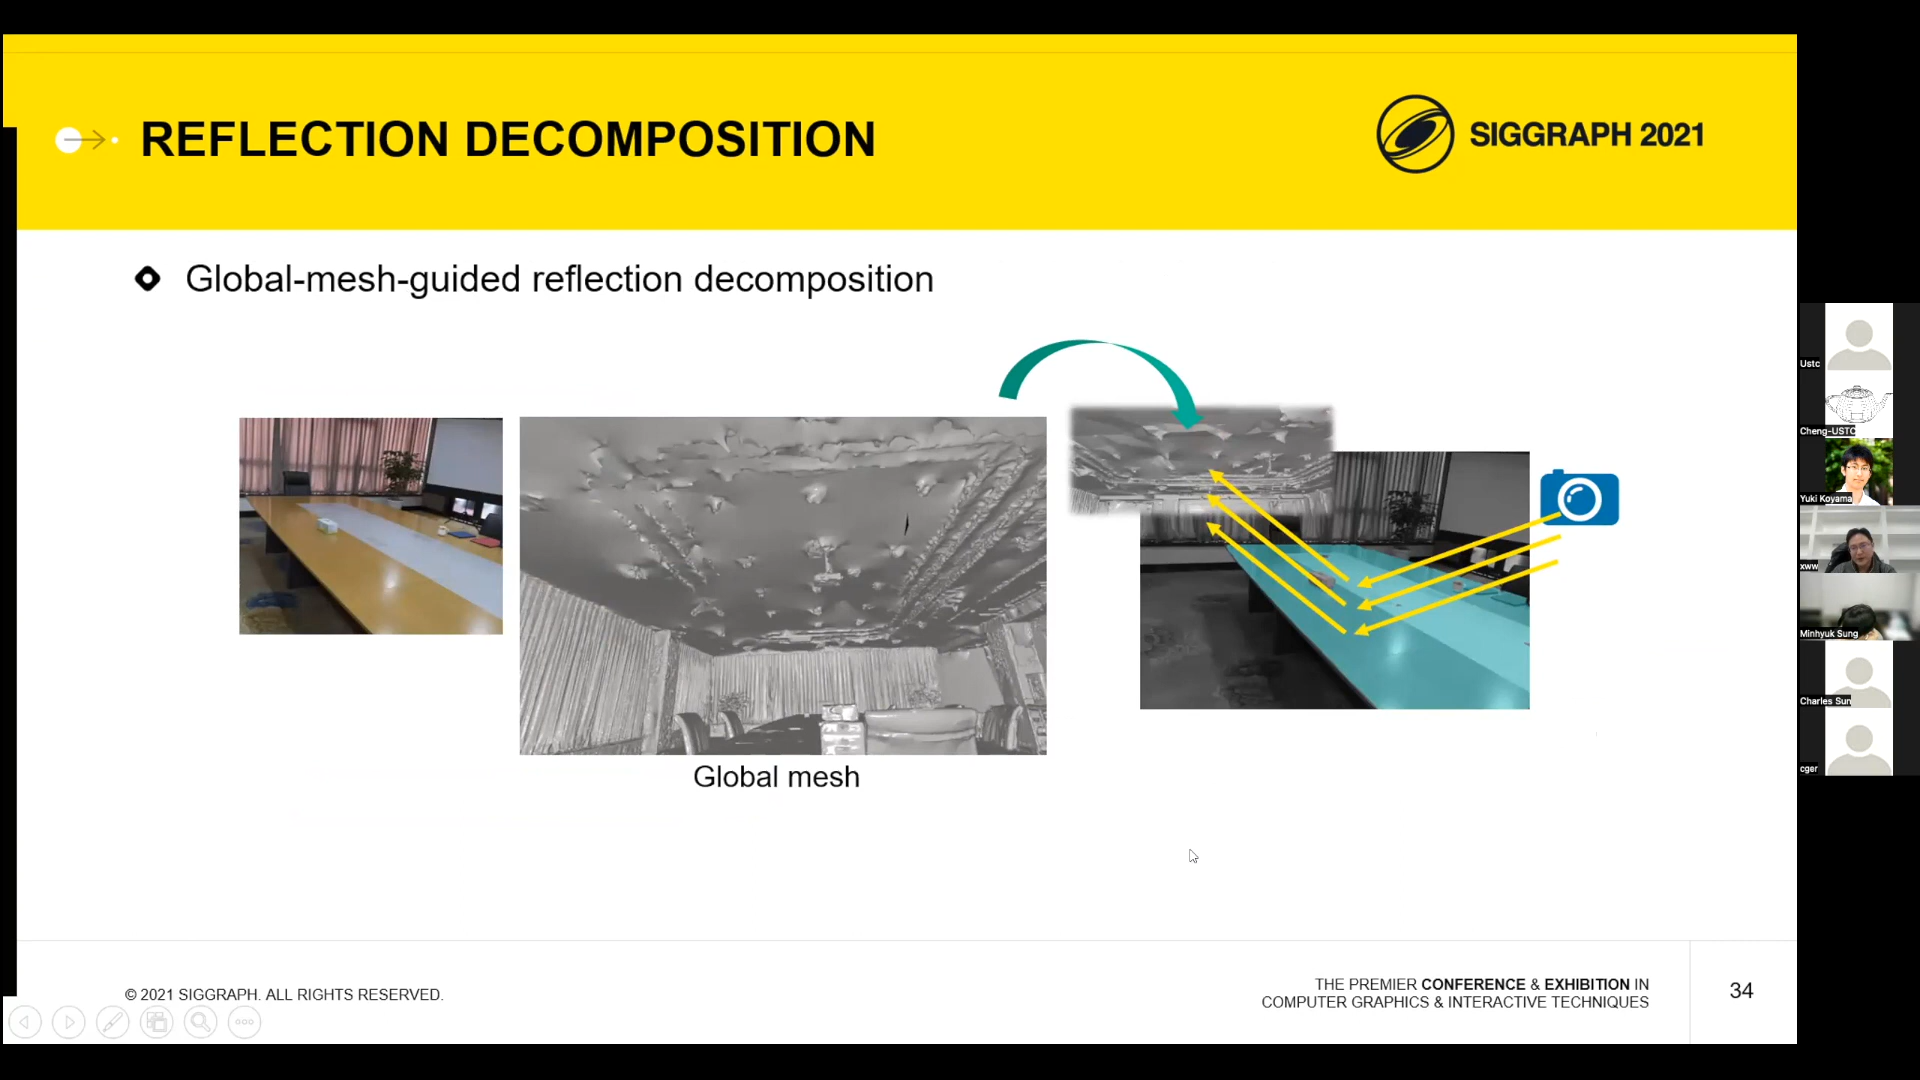 REFLECTION DECOMPOSITION
SIGGRAPH 2021
Global-mesh-guided reflection decomposition
Global mesh
© 2021 SIGGRAPH. ALL RIGHTS RESERVED.
THE PREMIER CONFERENCE & EXHIBITION IN
COMPUTER GRAPHICS & INTERACTIVE TECHNIQUES
34
Ustc
Cheng-USTC
Yuki Koyama
xww
Minhyuk Sung
Charles Sun
cger